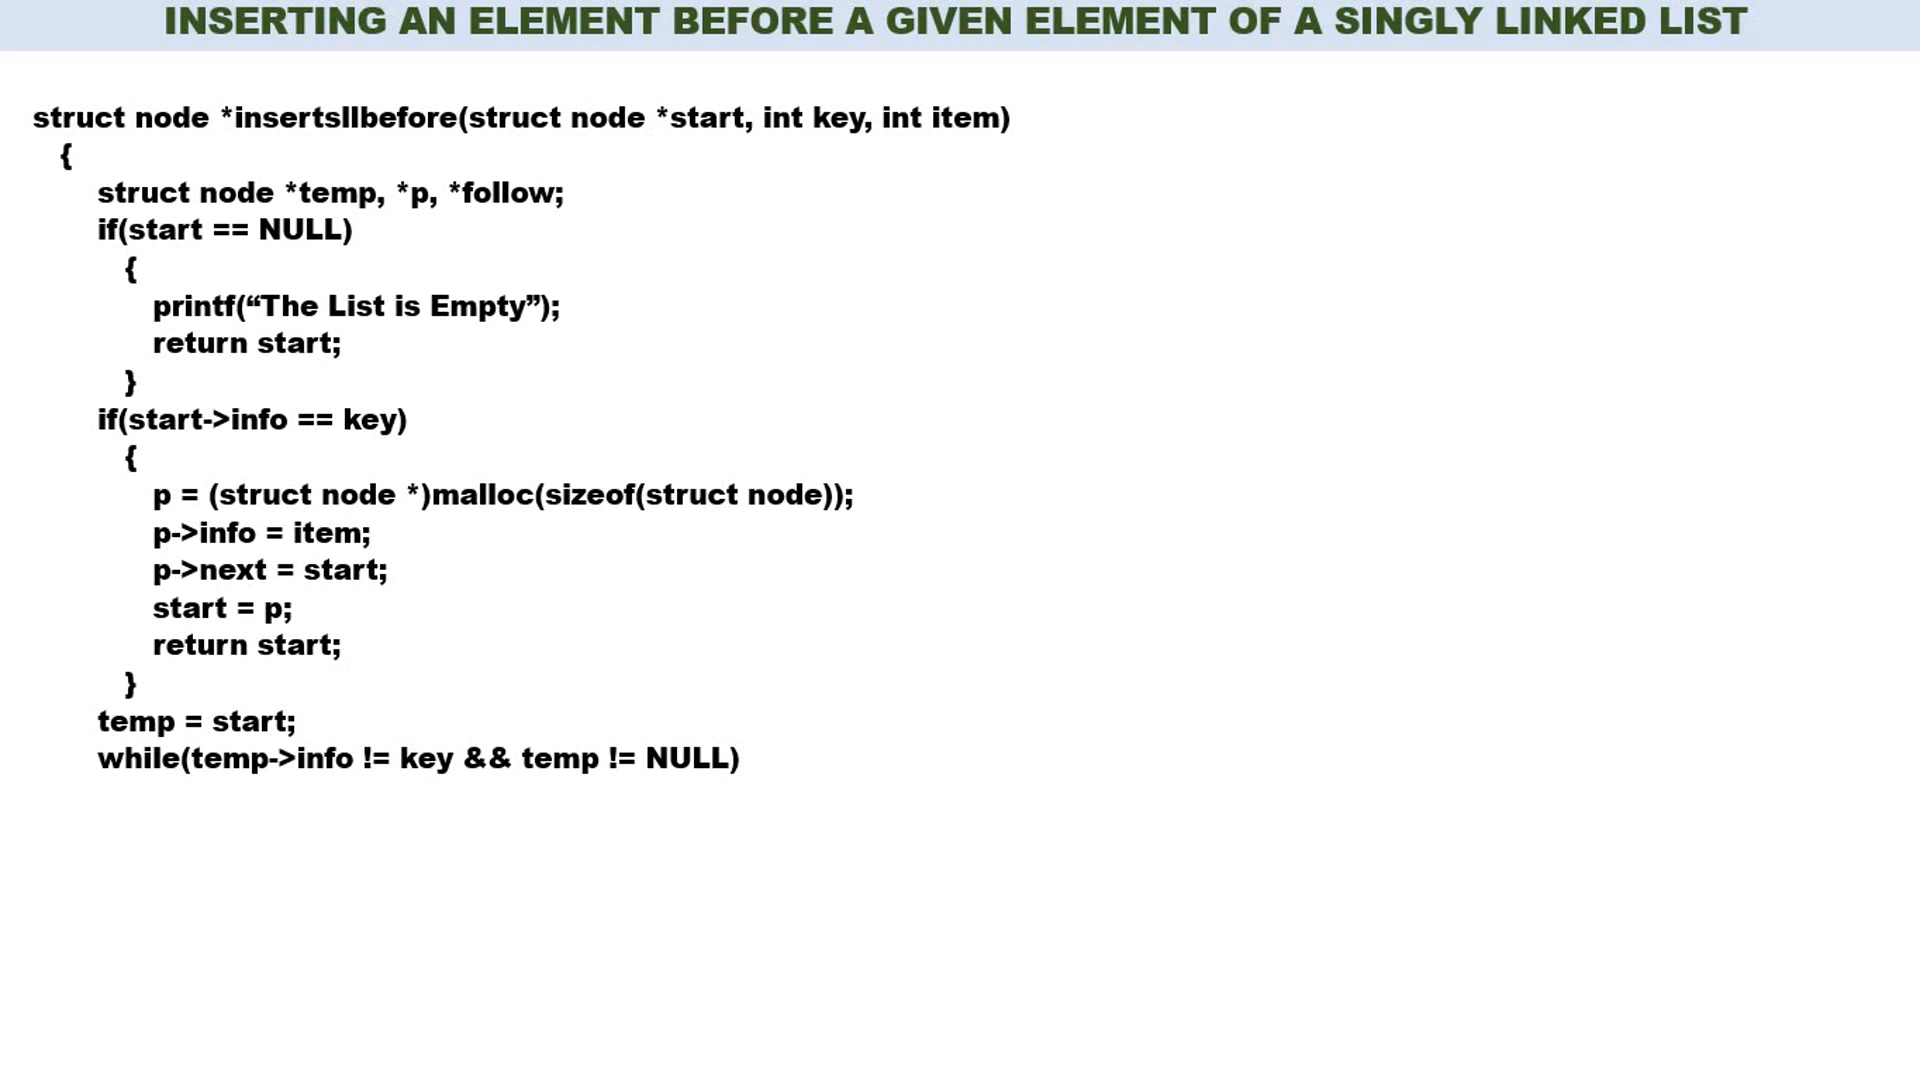 INSERTING AN ELEMENT BEFORE A GIVEN ELEMENT OF A SINGLY LINKED LIST
struct node *insertsllbefore(struct node *start, int key, int item)
{
struct node *temp, *p, *follow;
if(start == NULL)
{
printf(“The List is Empty”);
return start;
}
if(start->info == key)
{
p = (struct node *)malloc(sizeof(struct node));
p->info = item;
p->next = start;
start = p;
return start;
}
temp = start;
while(temp->info != key && temp != NULL)